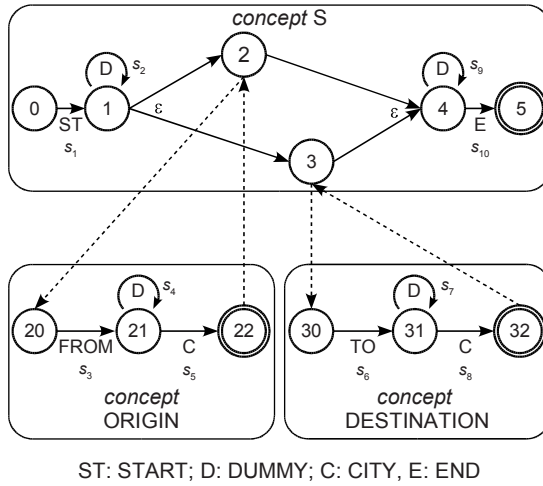 concept S
D s2
2
D s9
0 1 ε ε 4 5
ST E
s1 s10
3
D s4
D s7
20 21 22 30 31 32
FROM C TO C
s3 s5 s6 s8
concept concept
ORIGIN DESTINATION
ST: START; D: DUMMY; C: CITY, E: END